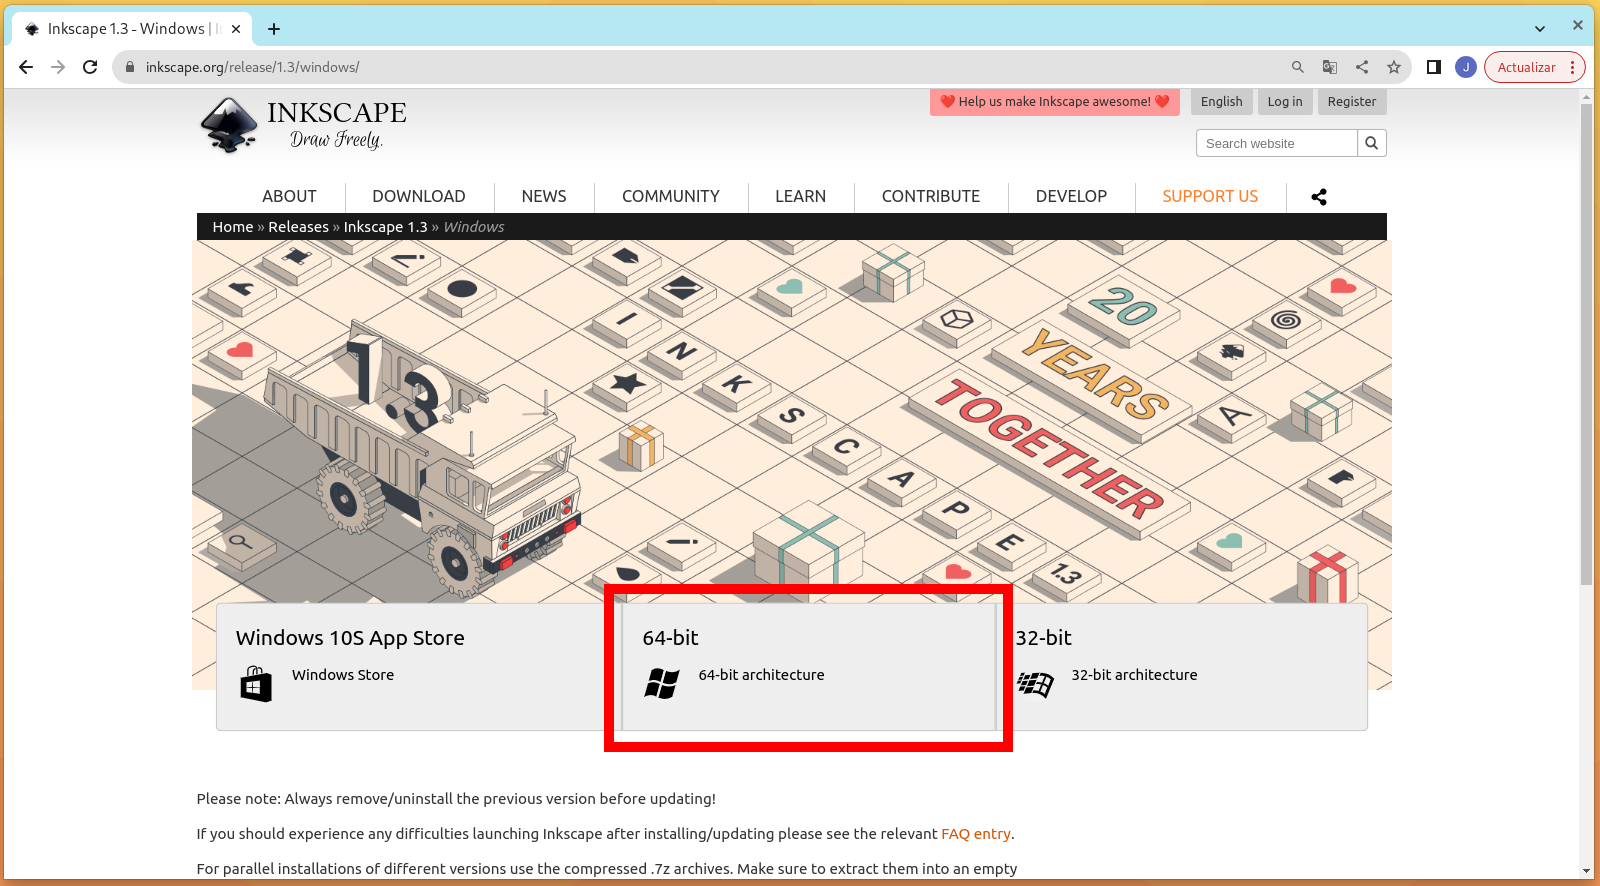 Inkscape 1.3 - Windows |
inkscape.org/release/1.3/windows/
J
Actualizar
INKSCAPE
Draw Freely.
❤️ Help us make Inkscape awesome! ❤️
English
Log in
Register
Search website
ABOUT
DOWNLOAD
NEWS
COMMUNITY
LEARN
CONTRIBUTE
DEVELOP
SUPPORT US
Home » Releases » Inkscape 1.3 » Windows
1.3
20
YEARS
TOGETHER
A
I
N
K
S
C
A
P
E
1.3
Windows 10S App Store
Windows Store
64-bit
64-bit architecture
32-bit
32-bit architecture
Please note: Always remove/uninstall the previous version before updating!
If you should experience any difficulties launching Inkscape after installing/updating please see the relevant FAQ entry.
For parallel installations of different versions use the compressed .7z archives. Make sure to extract them into an empty